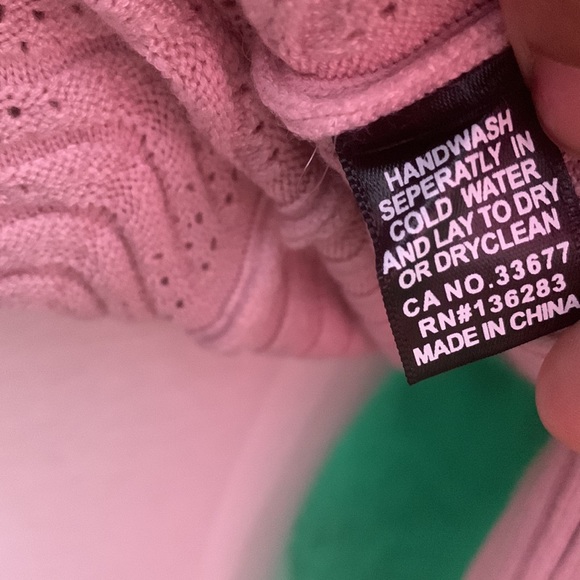 HANDWASH
SEPERATLY IN
COLD WATER
AND LAY TO DRY
OR DRYCLEAN
CA NO.33677
RN#136283
MADE IN CHINA